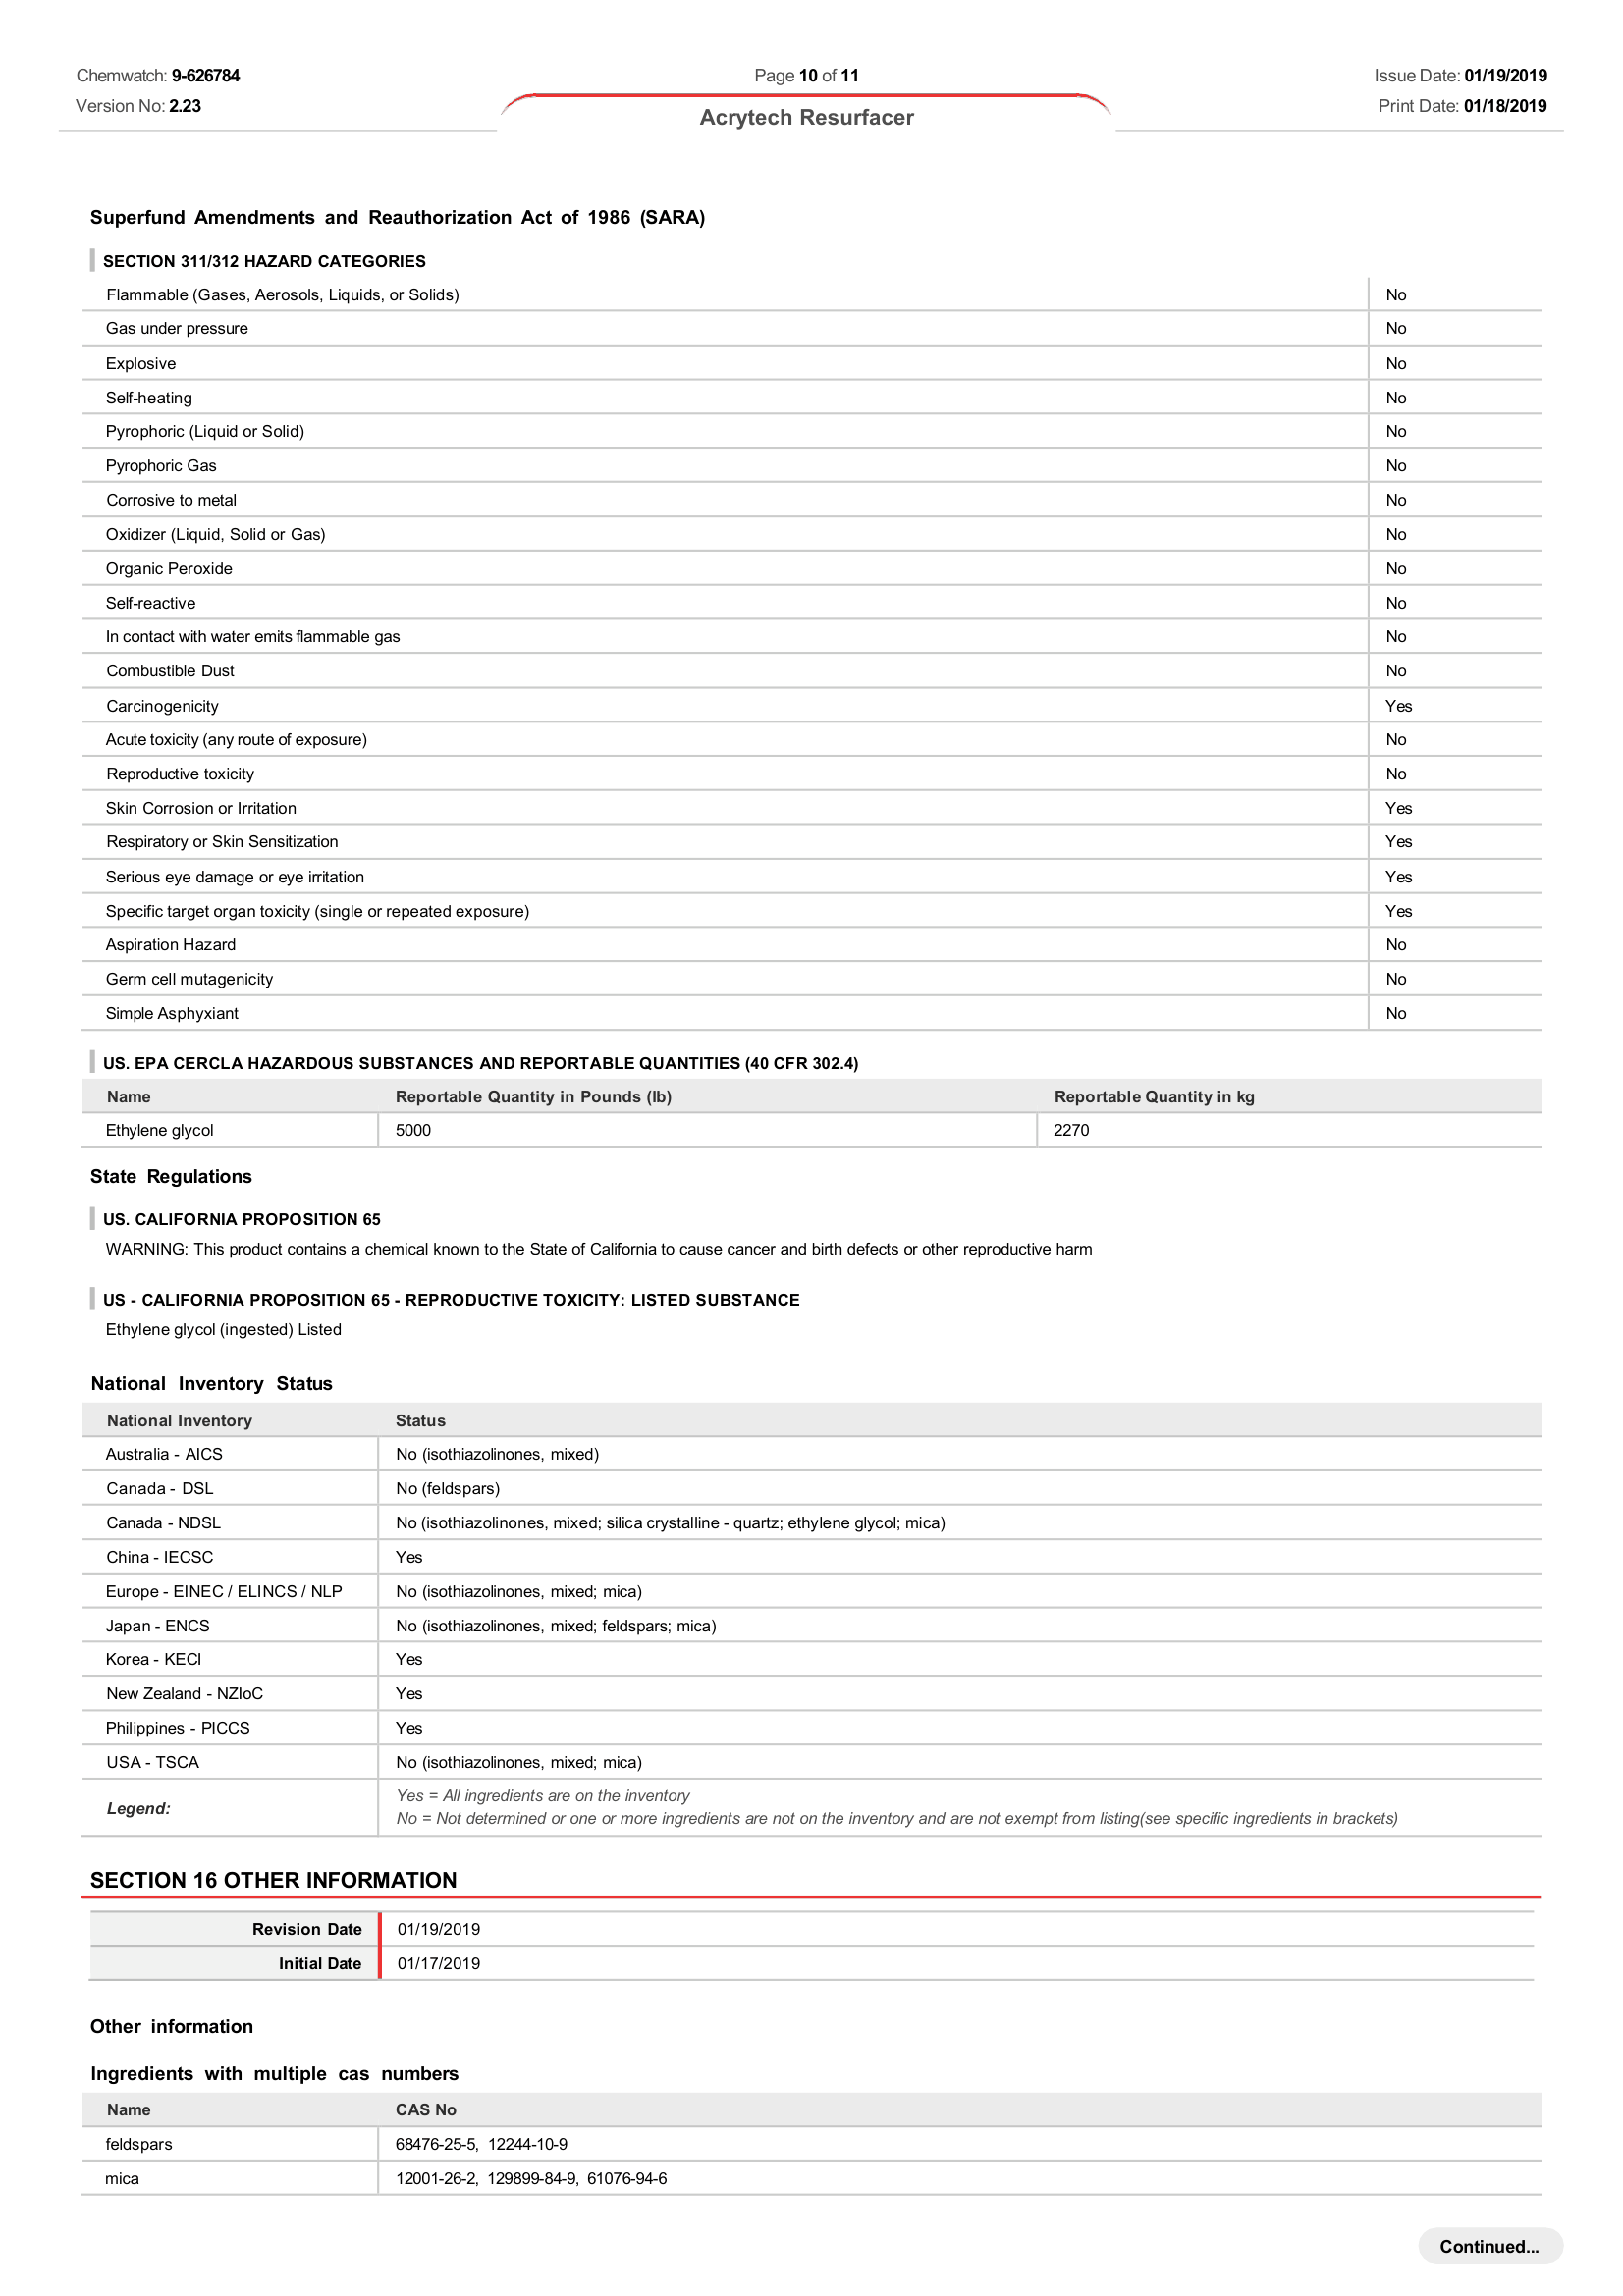 Chemwatch: 9-626784 Page 10 of 11 Issue Date: 01/19/2019
Version No: 2.23 Print Date: 01/18/2019
Acrytech Resurfacer
Superfund Amendments and Reauthorization Act of 1986 (SARA)
SECTION 311/312 HAZARD CATEGORIES
Flammable (Gases, Aerosols, Liquids, or Solids) No
Gas under pressure No
Explosive No
Self-heating No
Pyrophoric (Liquid or Solid) No
Pyrophoric Gas No
Corrosive to metal No
Oxidizer (Liquid, Solid or Gas) No
Organic Peroxide No
Self-reactive No
In contact with water emits flammable gas No
Combustible Dust No
Carcinogenicity Yes
Acute toxicity (any route of exposure) No
Reproductive toxicity No
Skin Corrosion or Irritation Yes
Respiratory or Skin Sensitization Yes
Serious eye damage or eye irritation Yes
Specific target organ toxicity (single or repeated exposure) Yes
Aspiration Hazard No
Germ cell mutagenicity No
Simple Asphyxiant No
US. EPA CERCLA HAZARDOUS SUBSTANCES AND REPORTABLE QUANTITIES (40 CFR 302.4)
Name Reportable Quantity in Pounds (lb) Reportable Quantity in kg
Ethylene glycol 5000 2270
State Regulations
US. CALIFORNIA PROPOSITION 65
WARNING: This product contains a chemical known to the State of California to cause cancer and birth defects or other reproductive harm
US - CALIFORNIA PROPOSITION 65 - REPRODUCTIVE TOXICITY: LISTED SUBSTANCE
Ethylene glycol (ingested) Listed
National Inventory Status
National Inventory Status
Australia - AICS No (isothiazolinones, mixed)
Canada - DSL No (feldspars)
Canada - NDSL No (isothiazolinones, mixed; silica crystalline - quartz; ethylene glycol; mica)
China - IECSC Yes
Europe - EINEC / ELINCS / NLP No (isothiazolinones, mixed; mica)
Japan - ENCS No (isothiazolinones, mixed; feldspars; mica)
Korea - KECI Yes
New Zealand - NZIoC Yes
Philippines - PICCS Yes
USA - TSCA No (isothiazolinones, mixed; mica)
Legend: Yes = All ingredients are on the inventory
No = Not determined or one or more ingredients are not on the inventory and are not exempt from listing(see specific ingredients in brackets)
SECTION 16 OTHER INFORMATION
Revision Date 01/19/2019
Initial Date 01/17/2019
Other information
Ingredients with multiple cas numbers
Name CAS No
feldspars 68476-25-5, 12244-10-9
mica 12001-26-2, 129899-84-9, 61076-94-6
Continued...